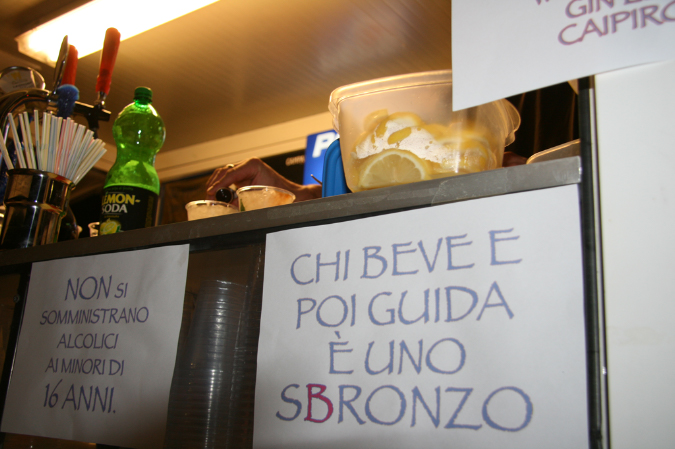 GIN
CAIPIRO
P
LEMON-
SODA
NON SI
SOMMINISTRANO
ALCOLICI
AI MINORI DI
16 ANNI.
CHI BEVE E
POI GUIDA
È UNO
SBRONZO